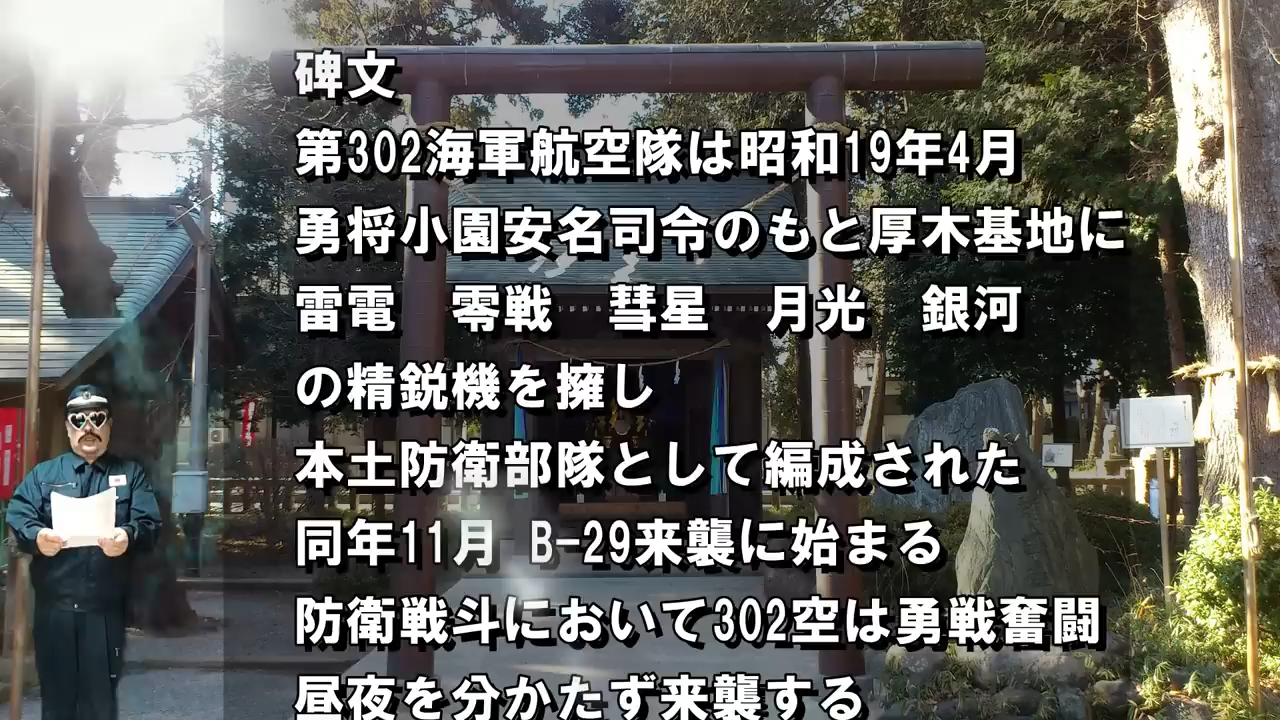 碑文
第302海軍航空隊は昭和19年4月
勇将小園安名司令のもと厚木基地に
雷電　零戦　彗星　月光　銀河
の精鋭機を擁し
本土防衛部隊として編成された
同年11月 B-29来襲に始まる
防衛戦斗において302空は勇戦奮闘
昼夜を分かたず来襲する